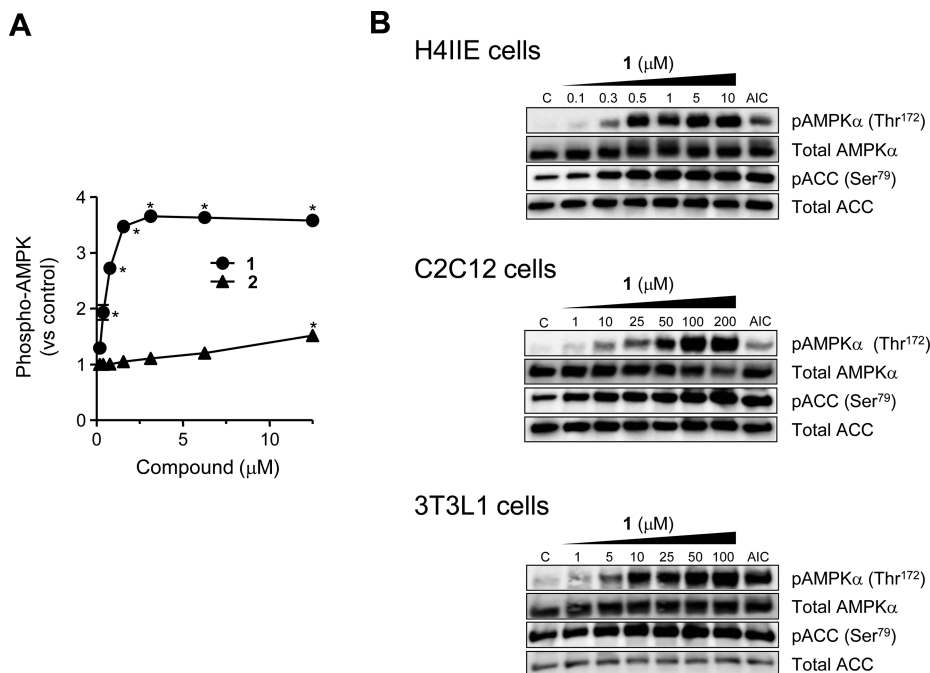 A
4
3
2
1
0
0
5
10
Phospho-AMPK
(vs control)
Compound (μM)
1
2
*
*
*
*
*
*
*
*
B
H4IIE cells
1 (μM)
C 0.1 0.3 0.5 1 5 10 AIC
pAMPKα (Thr172)
Total AMPKα
pACC (Ser79)
Total ACC
C2C12 cells
1 (μM)
C 1 10 25 50 100 200 AIC
pAMPKα (Thr172)
Total AMPKα
pACC (Ser79)
Total ACC
3T3L1 cells
1 (μM)
C 1 5 10 25 50 100 AIC
pAMPKα (Thr172)
Total AMPKα
pACC (Ser79)
Total ACC